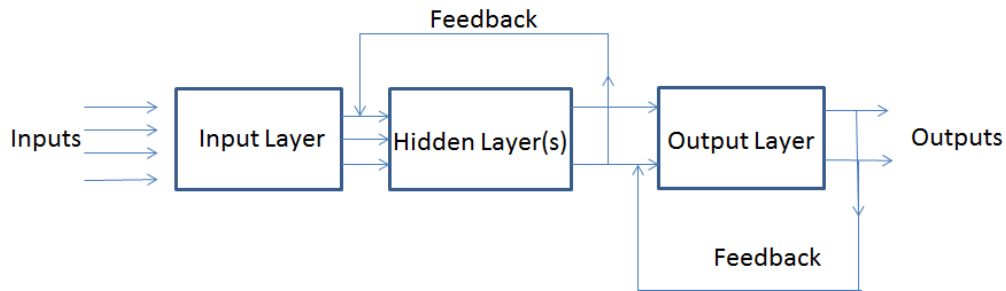 Feedback
Inputs
Input Layer
Hidden Layer(s)
Output Layer
Outputs
Feedback